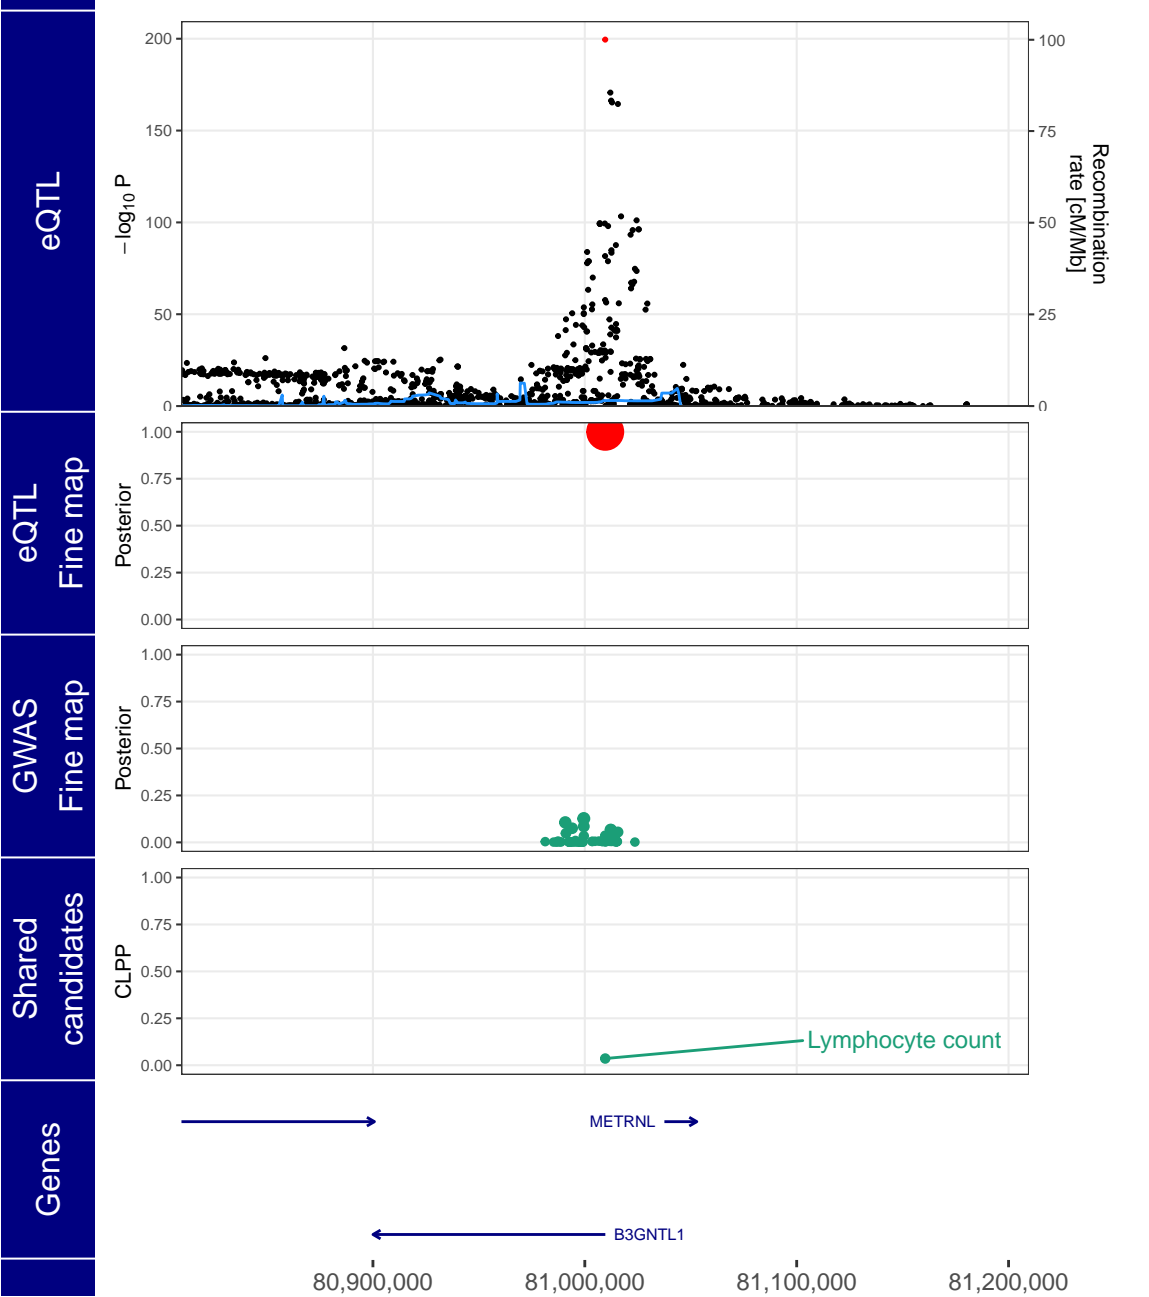 eQTL
200
150
100
50
0
−log10 P
100
75
50
25
0
Recombination
rate [cM/Mb]
eQTL
Fine map
Posterior
1.00
0.75
0.50
0.25
0.00
GWAS
Fine map
Posterior
1.00
0.75
0.50
0.25
0.00
Shared
candidates
CLPP
1.00
0.75
0.50
0.25
0.00
Lymphocyte count
Genes
METRNL
B3GNTL1
80,900,000 81,000,000 81,100,000 81,200,000